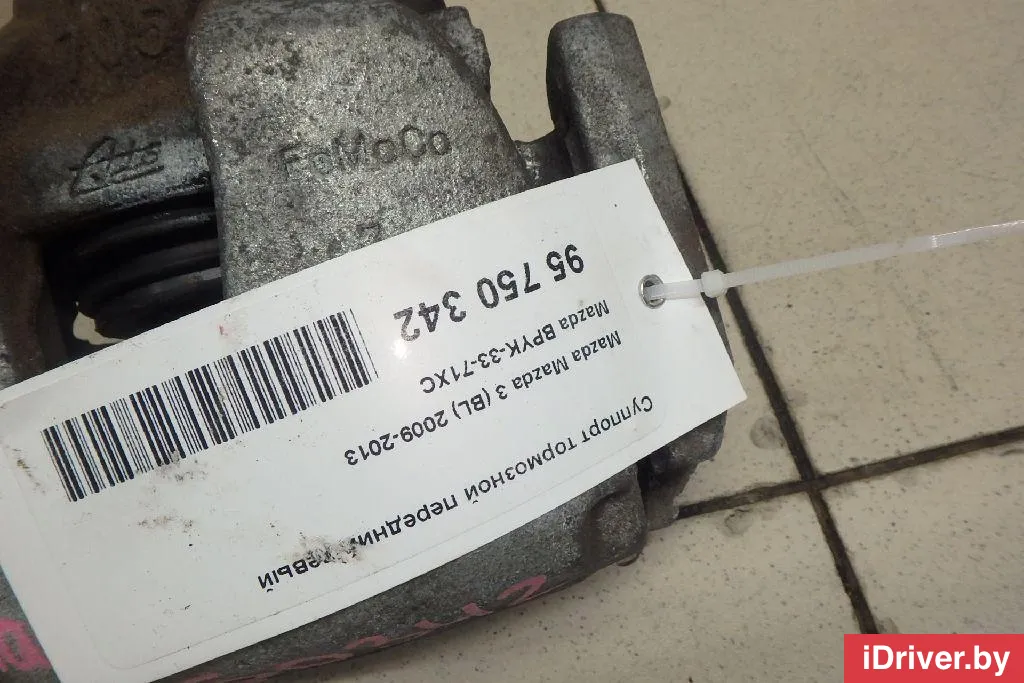 FoMoCo
Ate
Суппорт тормозной передний левый
Mazda Mazda 3 (BL) 2009-2013
Mazda BPYK-33-71XC
95 750 342
iDriver.by